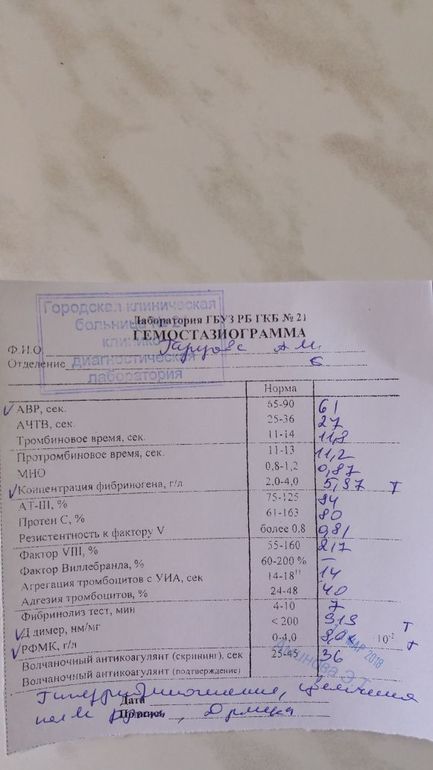 Городская клиническая
больница
клинико
диагностическая
лаборатория
Лаборатория ГБУЗ РБ ГКБ № 21
ГЕМОСТАЗИОГРАММА
Ф.И.О
Отделение 6
Норма
АВР, сек. 65-90 61
АЧТВ, сек. 25-36 27
Тромбиновое время, сек. 11-14 11,8
Протромбиновое время, сек. 11-13 11,2
МНО 0,8-1,2 0,87
Концентрация фибриногена, г/л 2,0-4,0 5,37
АТ-III, % 75-125 94
Протеин С, % 61-163 80
Резистентность к фактору V более 0,8 0,81
Фактор VIII, % 55-160 217
Фактор Виллебранда, % 60-200 % –
Агрегация тромбоцитов с УИА, сек 14-18" 14
Адгезия тромбоцитов, % 24-48 40
Фибринолиз тест, мин 4-10 7
Д димер, нм/мг < 200
РФМК, г/л 0-4,0 10⁻²
Волчаночный антикоагулянт (скрининг), сек 25-45 36
Волчаночный антикоагулянт (подтверждение)
МАР 2018
Дата